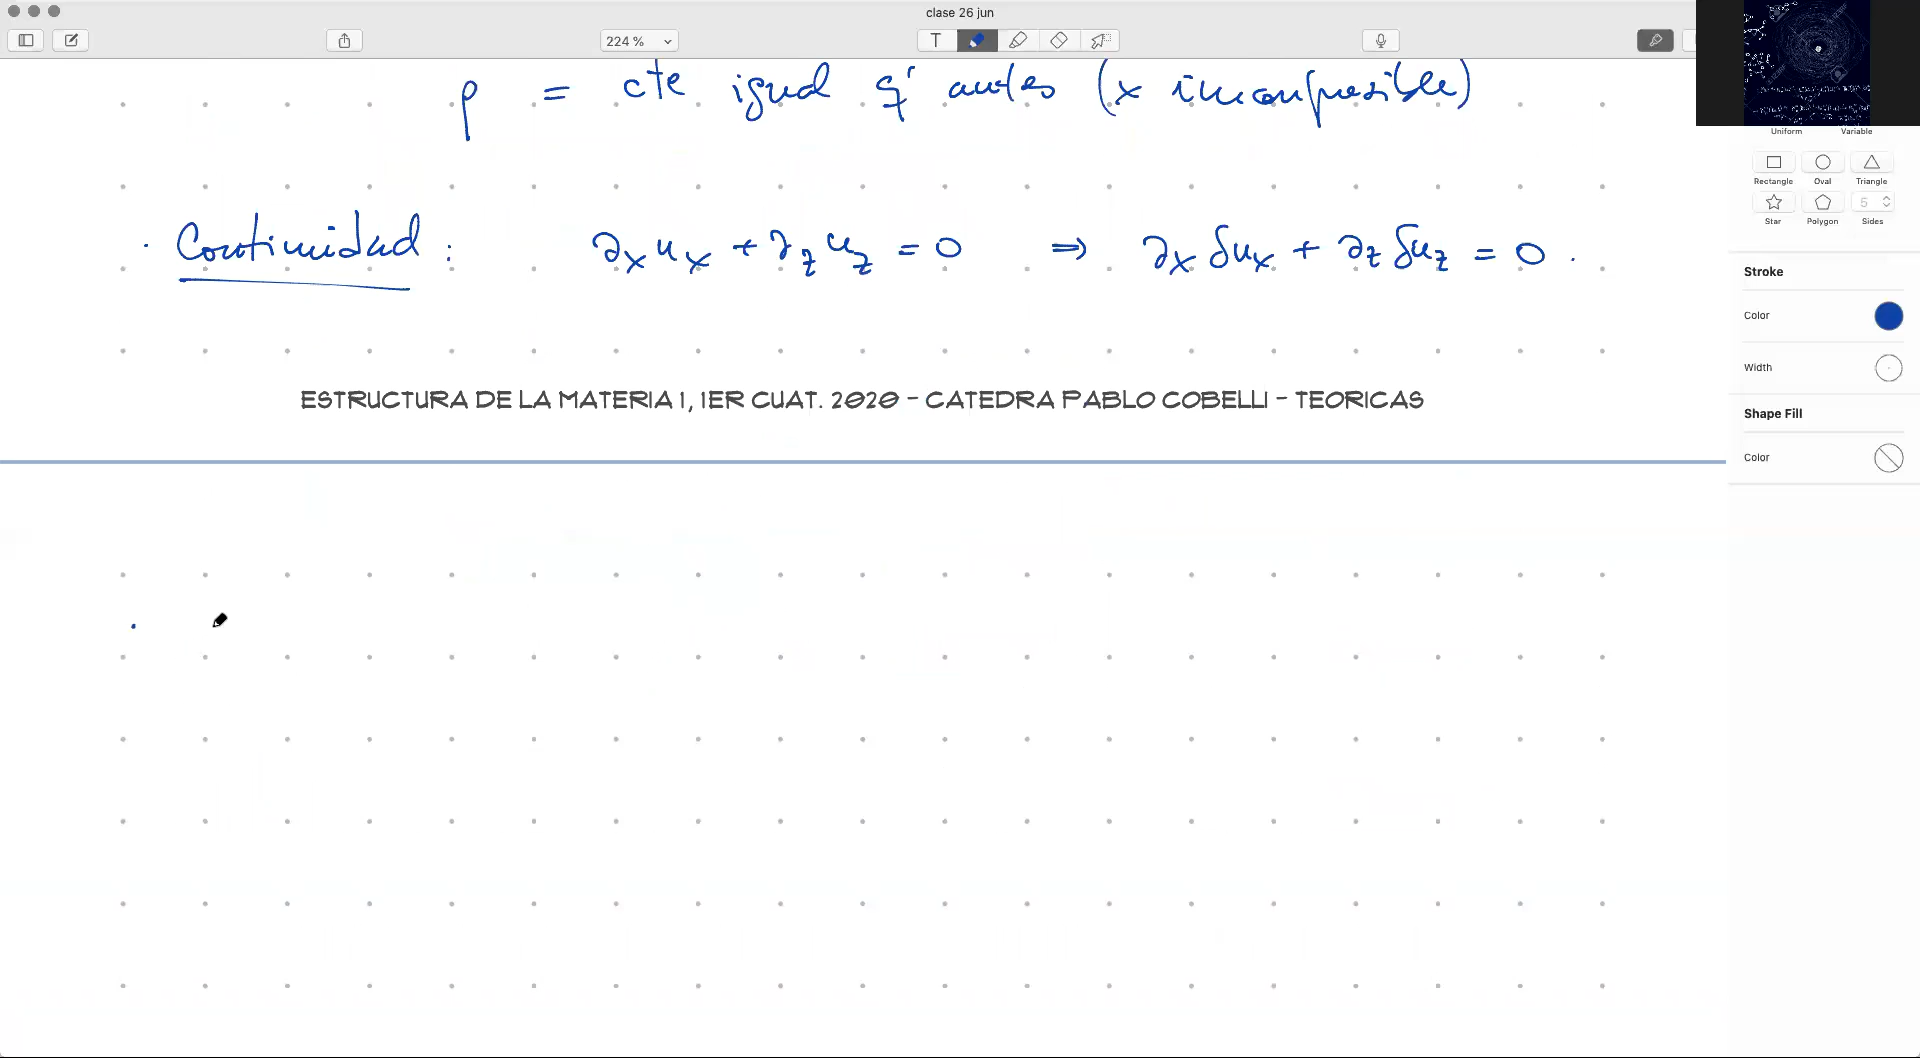 clase 26 jun
224 %
T
ρ = cte igual q' antes (x incompresible)
Uniform Variable
Rectangle Oval Triangle
5
Star Polygon Sides
· Continuidad : ∂x ux + ∂z uz = 0 ⇒ ∂x δux + ∂z δuz = 0 .
Stroke
Color
Width
ESTRUCTURA DE LA MATERIA 1, 1ER CUAT. 2020 - CATEDRA PABLO COBELLI - TEORICAS
Shape Fill
Color